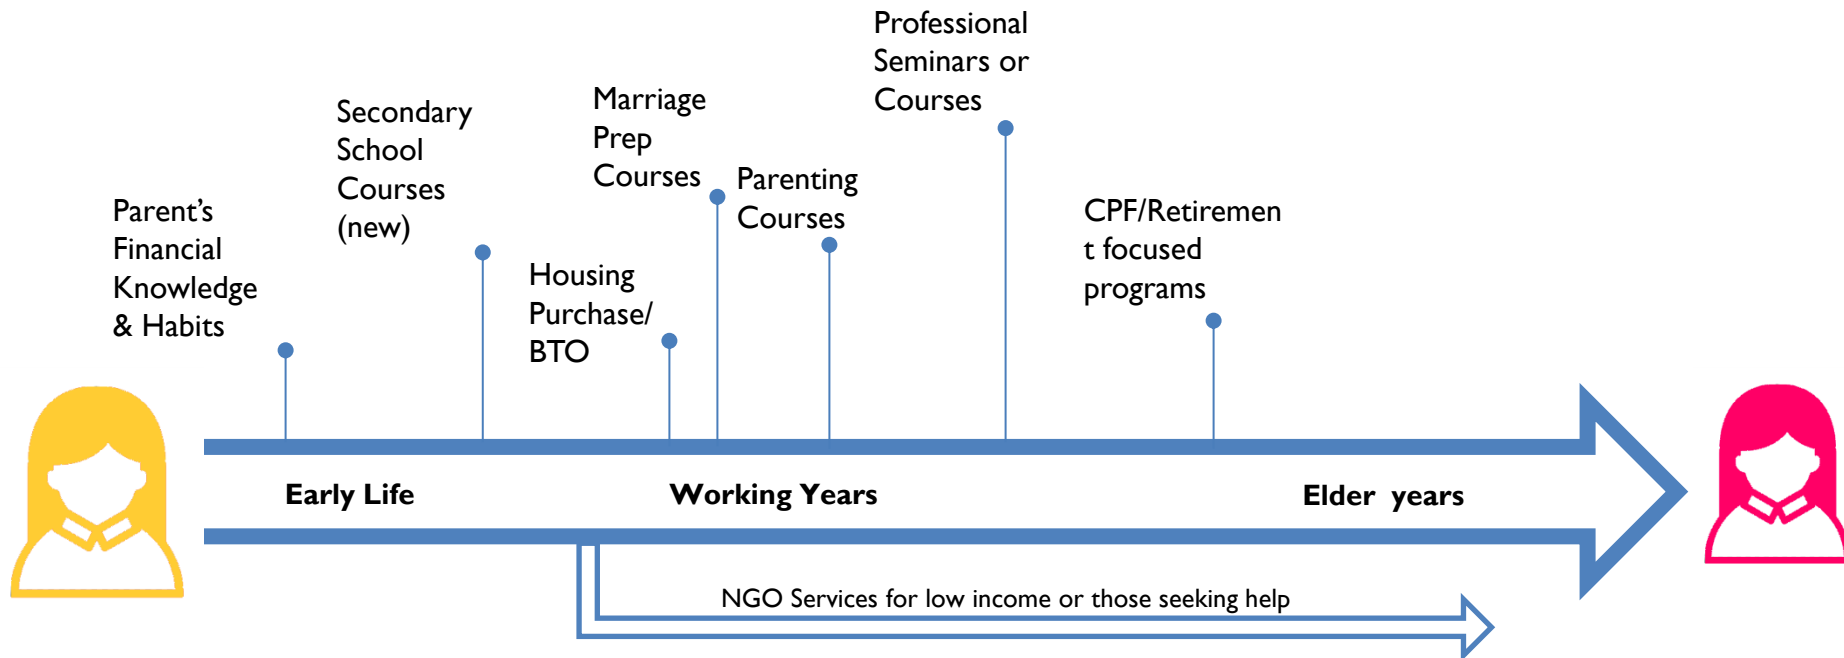 Parent’s
Financial
Knowledge
& Habits
Secondary
School
Courses
(new)
Housing
Purchase/
BTO
Marriage
Prep
Courses
Parenting
Courses
Professional
Seminars or
Courses
CPF/Retiremen
t focused
programs
Early Life
Working Years
Elder  years
NGO Services for low income or those seeking help